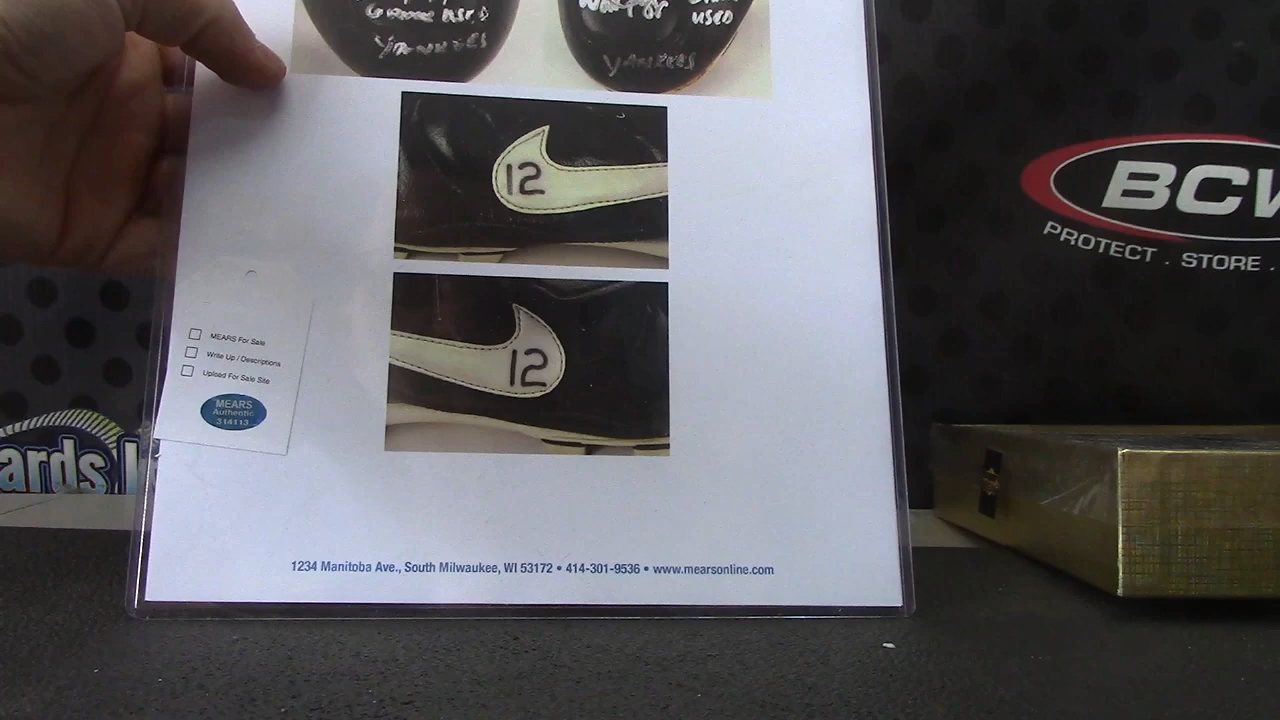 GAME USED
YANKEES
USED
YANKEES
12
12
MEARS For Sale
Write Up / Descriptions
Upload For Sale Site
MEARS
Authentic
314113
1234 Manitoba Ave., South Milwaukee, WI 53172 • 414-301-9536 • www.mearsonline.com
BCW
PROTECT . STORE .
ards